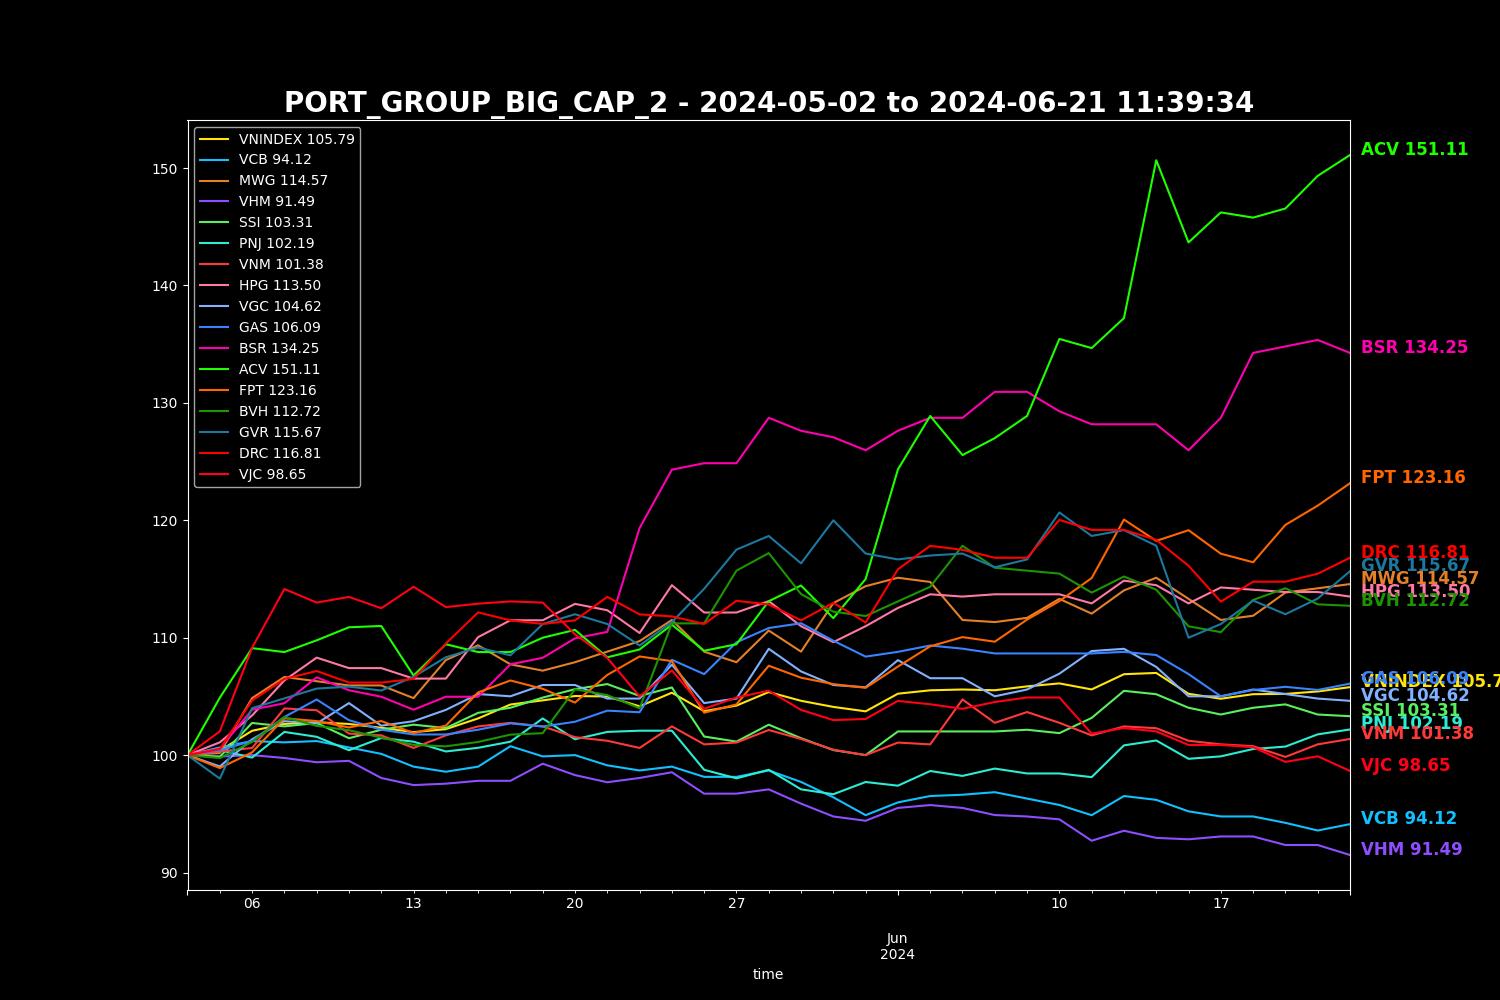 PORT_GROUP_BIG_CAP_2 - 2024-05-02 to 2024-06-21 11:39:34
VNINDEX 105.79
VCB 94.12
MWG 114.57
VHM 91.49
SSI 103.31
PNJ 102.19
VNM 101.38
HPG 113.50
VGC 104.62
GAS 106.09
BSR 134.25
ACV 151.11
FPT 123.16
BVH 112.72
GVR 115.67
DRC 116.81
VJC 98.65
150
140
130
120
110
100
90
ACV 151.11
BSR 134.25
FPT 123.16
DRC 116.81
GVR 115.67
MWG 114.57
HPG 113.50
BVH 112.72
GAS 106.09
VNINDEX 105.7
VGC 104.62
SSI 103.31
PNJ 102.19
VNM 101.38
VJC 98.65
VCB 94.12
VHM 91.49
06 13 20 27 10 17
Jun
2024
time